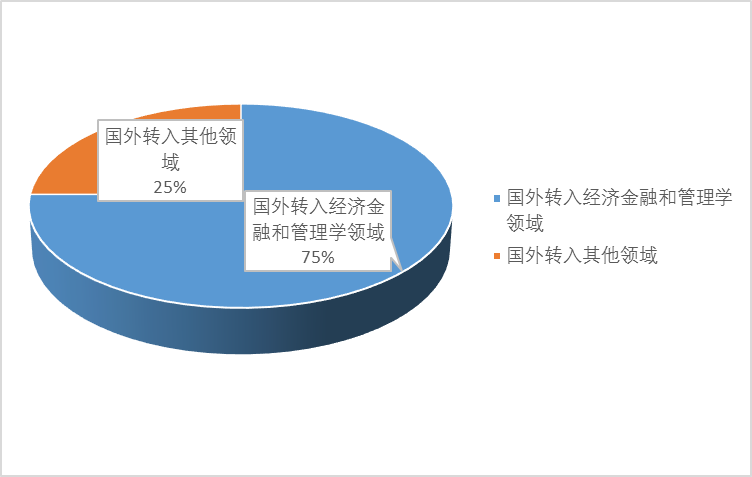 国外转入其他领
域
25%
国外转入经济金
融和管理学领域
75%
国外转入经济金融和管理学
领域
国外转入其他领域